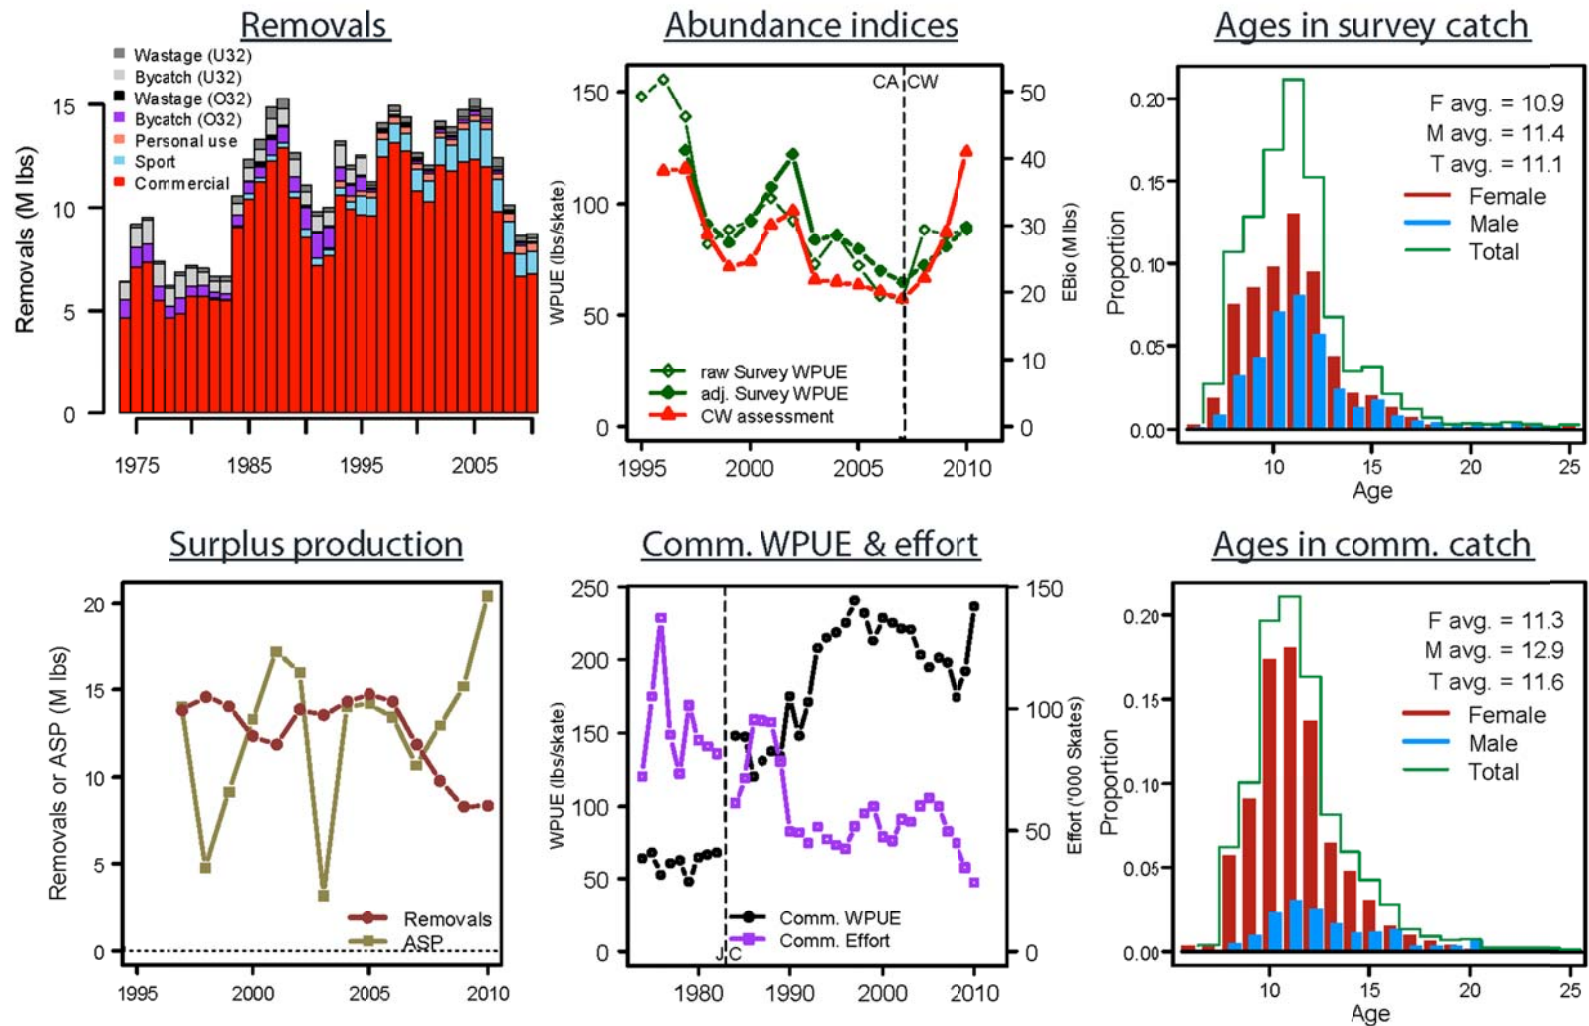 Removals
Wastage (U32)
Bycatch (U32)
Wastage (O32)
Bycatch (O32)
Personal use
Sport
Commercial
Removals (M lbs)
15
10
5
0
1975
1985
1995
2005
Abundance indices
CA CW
WPUE (lbs/skate)
150
100
50
0
EBio (M lbs)
50
40
30
20
10
0
raw Survey WPUE
adj. Survey WPUE
CW assessment
1995
2000
2005
2010
Ages in survey catch
F avg. = 10.9
M avg. = 11.4
T avg. = 11.1
Female
Male
Total
Proportion
0.20
0.15
0.10
0.05
0.00
10
15
20
25
Age
Surplus production
Removals or ASP (M lbs)
20
15
10
5
0
Removals
ASP
1995
2000
2005
2010
Comm. WPUE & effort
WPUE (lbs/skate)
250
200
150
100
50
0
Effort ('000 Skates)
150
100
50
0
Comm. WPUE
Comm. Effort
J C
1980
1990
2000
2010
Ages in comm. catch
F avg. = 11.3
M avg. = 12.9
T avg. = 11.6
Female
Male
Total
Proportion
0.20
0.15
0.10
0.05
0.00
10
15
20
25
Age